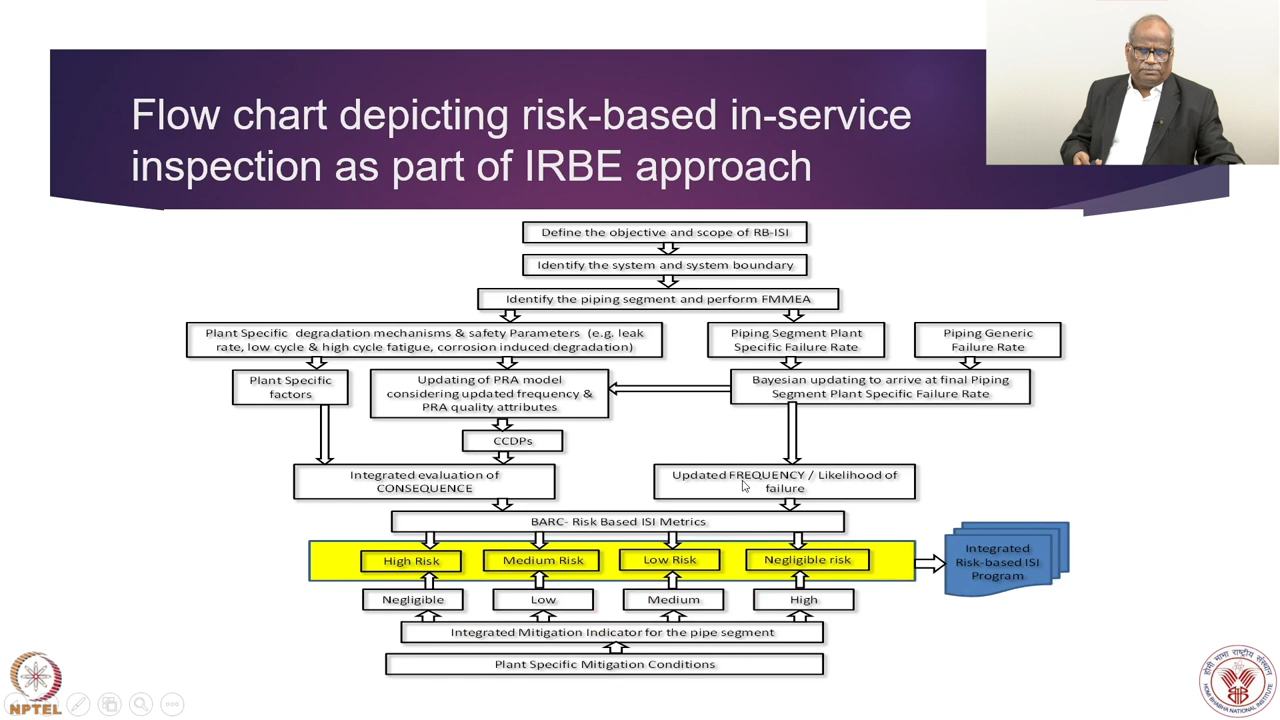 Flow chart depicting risk-based in-service
inspection as part of IRBE approach
Define the objective and scope of RB-ISI
Identify the system and system boundary
Identify the piping segment and perform FMMEA
Plant Specific degradation mechanisms & safety Parameters (e.g. leak
rate, low cycle & high cycle fatigue, corrosion induced degradation)
Piping Segment Plant
Specific Failure Rate
Piping Generic
Failure Rate
Plant Specific
factors
Updating of PRA model
considering updated frequency &
PRA quality attributes
Bayesian updating to arrive at final Piping
Segment Plant Specific Failure Rate
CCDPs
Integrated evaluation of
CONSEQUENCE
Updated FREQUENCY / Likelihood of
failure
BARC- Risk Based ISI Metrics
High Risk
Medium Risk
Low Risk
Negligible risk
Integrated
Risk-based ISI
Program
Negligible
Low
Medium
High
Integrated Mitigation Indicator for the pipe segment
Plant Specific Mitigation Conditions
NPTEL
होमी भाभा राष्ट्रीय संस्थान
HOMI BHABHA NATIONAL INSTITUTE